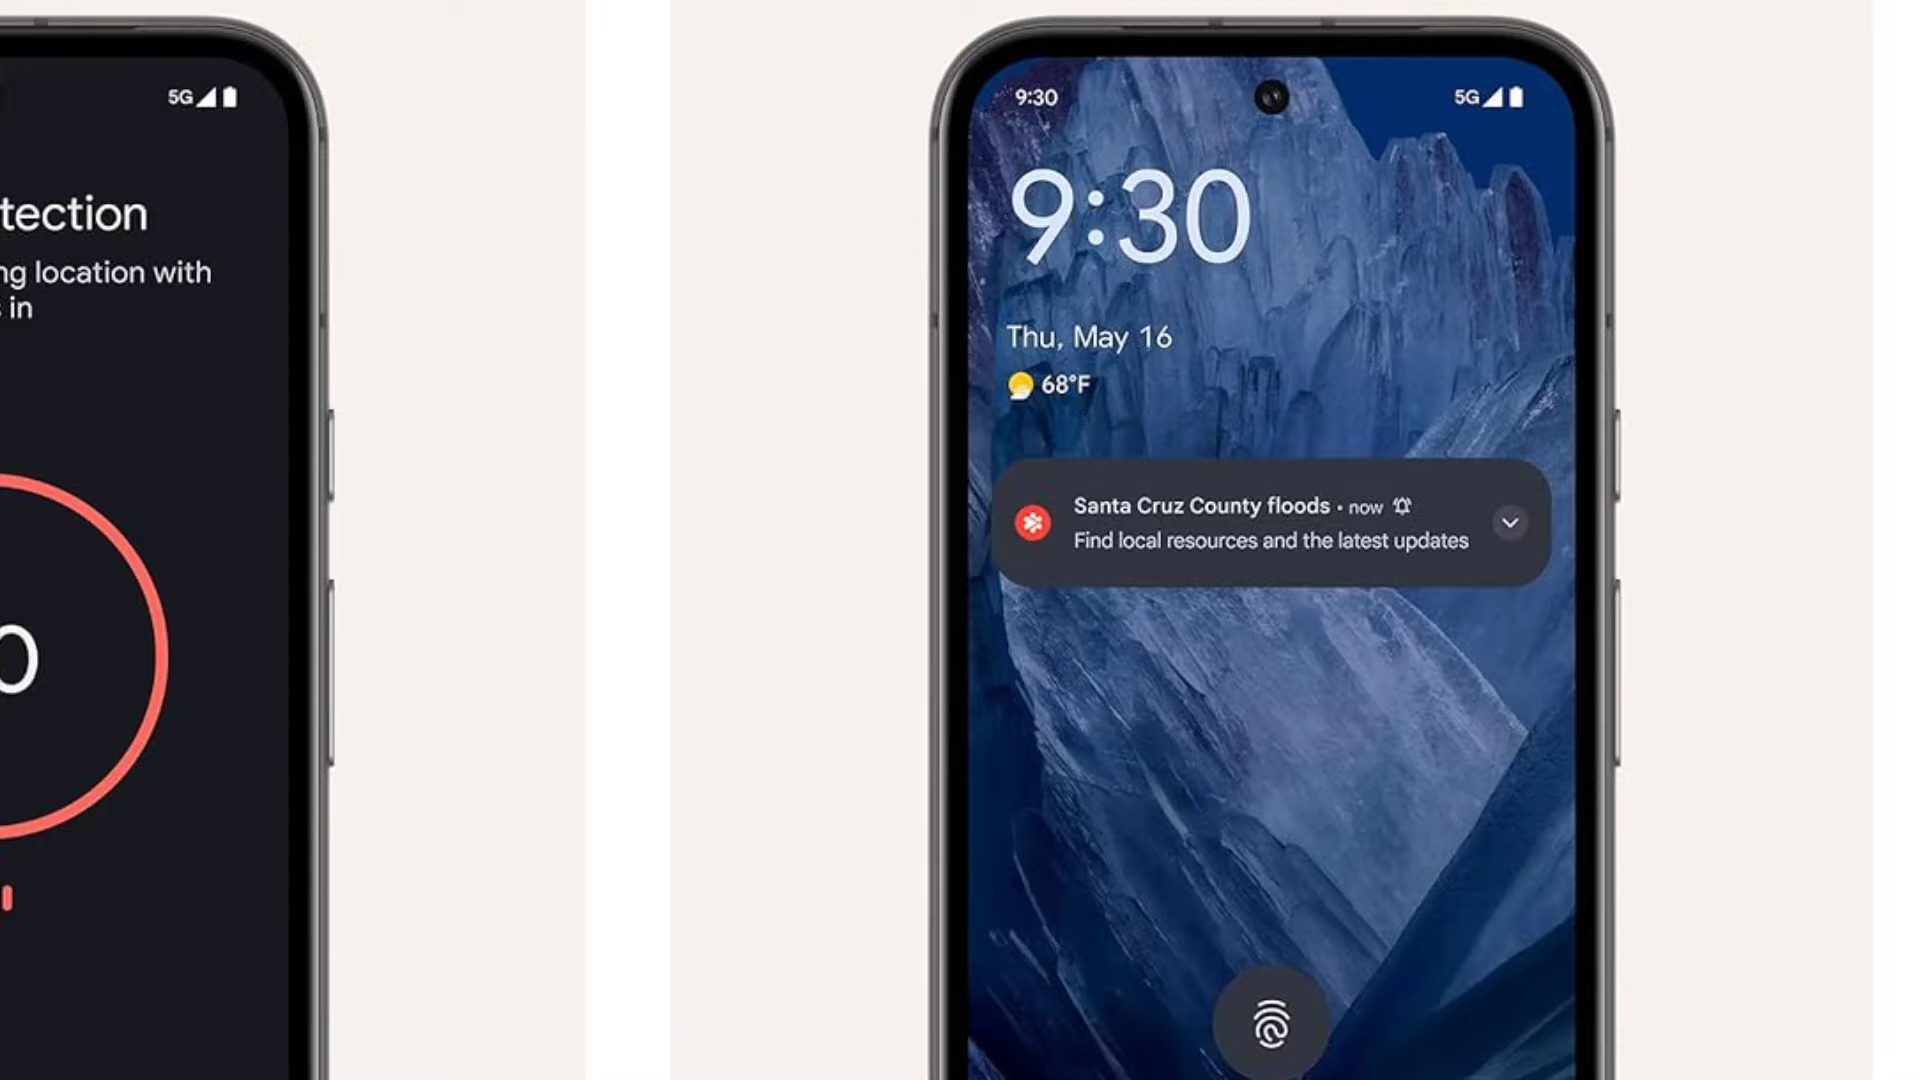 5G
tection
ng location with
in
0
9:30
5G
9:30
Thu, May 16
68°F
Santa Cruz County floods • now
Find local resources and the latest updates